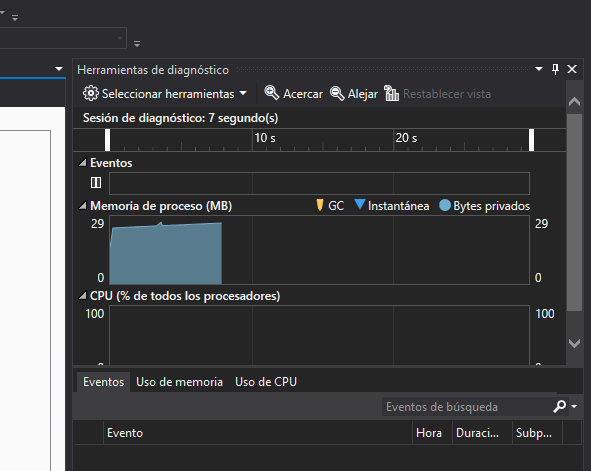 Herramientas de diagnóstico
Seleccionar herramientas Acercar Alejar Restablecer vista
Sesión de diagnóstico: 7 segundo(s)
10 s 20 s
Eventos
Memoria de proceso (MB) GC Instantánea Bytes privados
29 29
0 0
CPU (% de todos los procesadores)
100 100
0 0
Eventos Uso de memoria Uso de CPU
Eventos de búsqueda
Evento Hora Duraci... Subp...